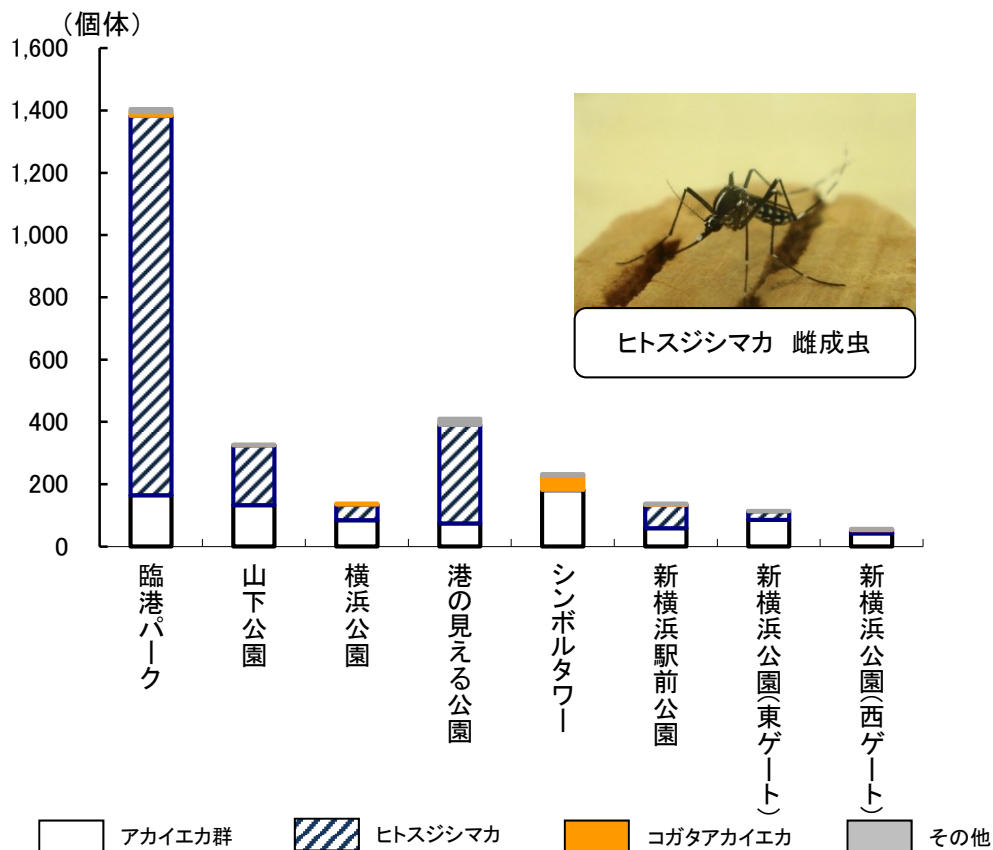 （個体）
1,600
1,400
1,200
1,000
800
600
400
200
0
ヒトスジシマカ 雌成虫
臨港パーク
山下公園
横浜公園
港の見える公園
シンボルタワー
新横浜駅前公園
新横浜公園（東ゲート）
新横浜公園（西ゲート）
アカイエカ群
ヒトスジシマカ
コガタアカイエカ
その他